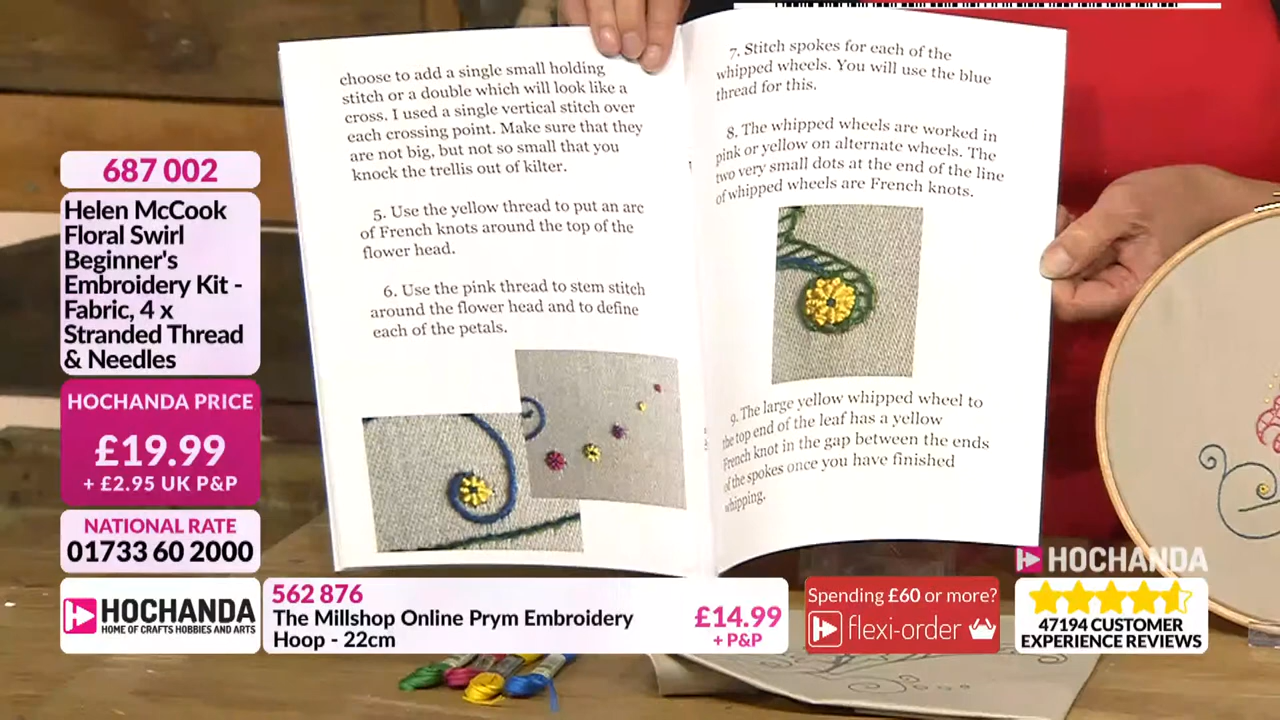 choose to add a single small holding
stitch or a double which will look like a
cross. I used a single vertical stitch over
each crossing point. Make sure that they
are not big, but not so small that you
knock the trellis out of kilter.
5. Use the yellow thread to put an arc
of French knots around the top of the
flower head.
6. Use the pink thread to stem stitch
around the flower head and to define
each of the petals.
7. Stitch spokes for each of the
whipped wheels. You will use the blue
thread for this.
8. The whipped wheels are worked in
pink or yellow on alternate wheels. The
two very small dots at the end of the line
of whipped wheels are French knots.
9. The large yellow whipped wheel to
the top end of the leaf has a yellow
French knot in the gap between the ends
of the spokes once you have finished
whipping.
687 002
Helen McCook
Floral Swirl
Beginner's
Embroidery Kit -
Fabric, 4 x
Stranded Thread
& Needles
HOCHANDA PRICE
£19.99
+ £2.95 UK P&P
NATIONAL RATE
01733 60 2000
HOCHANDA
HOME OF CRAFTS HOBBIES AND ARTS
562 876
The Millshop Online Prym Embroidery
Hoop - 22cm
£14.99
+ P&P
Spending £60 or more?
flexi-order
HOCHANDA
47194 CUSTOMER
EXPERIENCE REVIEWS